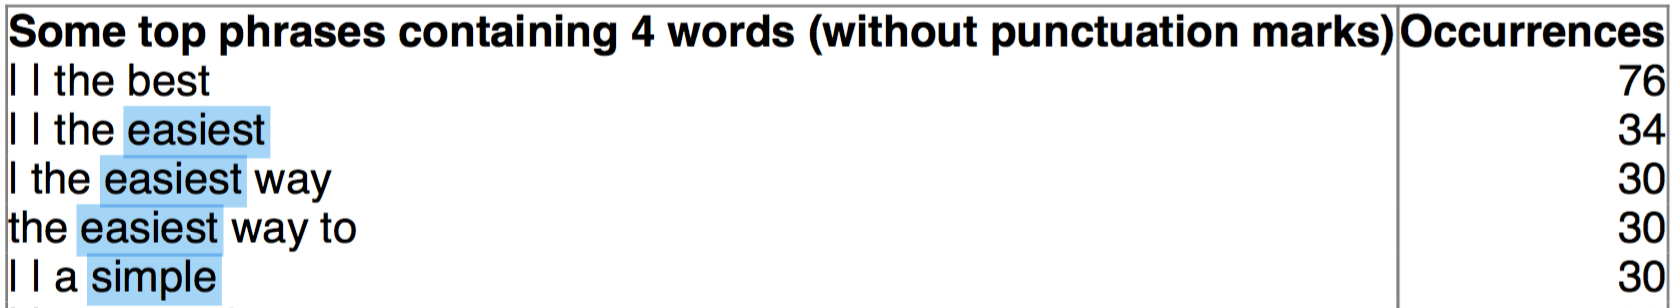 Some top phrases containing 4 words (without punctuation marks) Occurrences
| | the best 76
| | the easiest 34
| the easiest way 30
the easiest way to 30
| | a simple 30